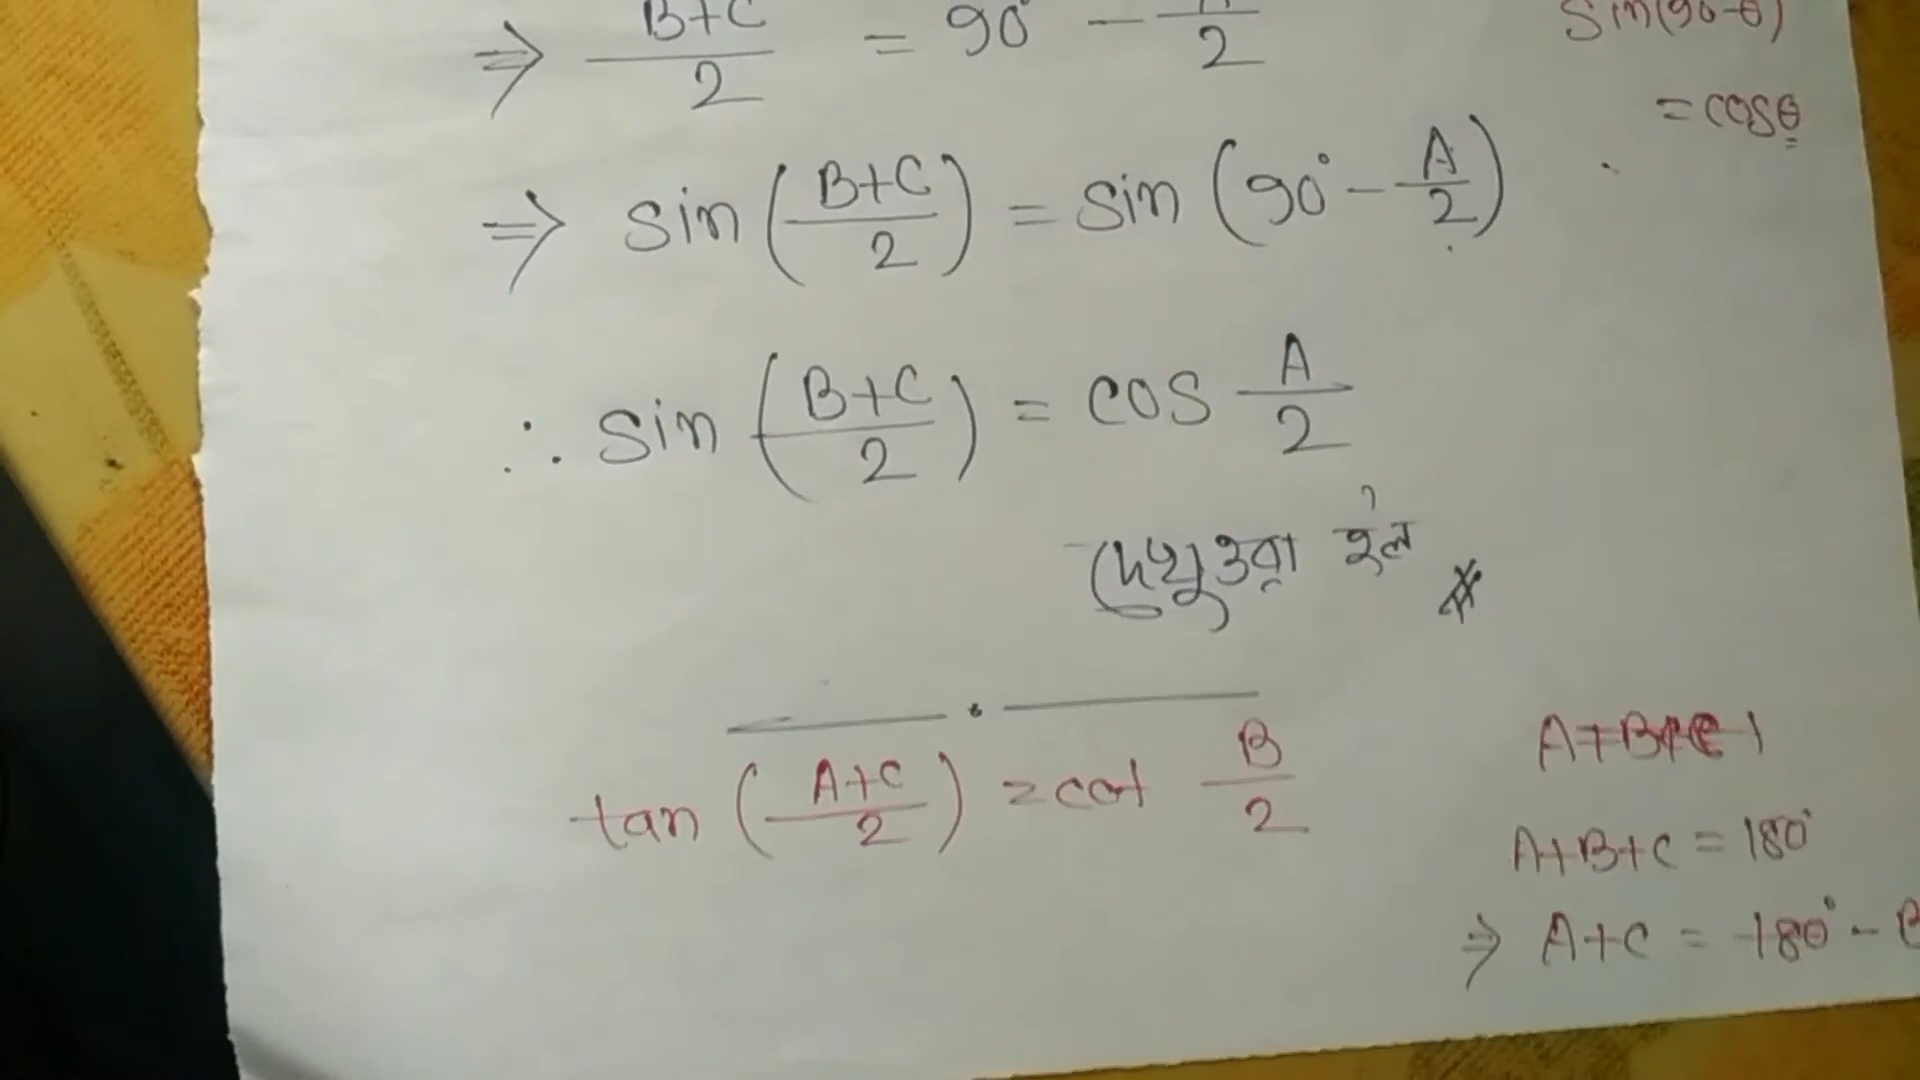 ⇒ B+C/2 = 90° - A/2
sin(90-θ)
= cosθ
⇒ sin(B+C/2) = sin(90° - A/2)
∴ sin(B+C/2) = cos A/2
দেখাওৱা হ'ল
tan(A+C/2) = cot B/2
A+B+C = 180°
⇒ A+C = 180° - B